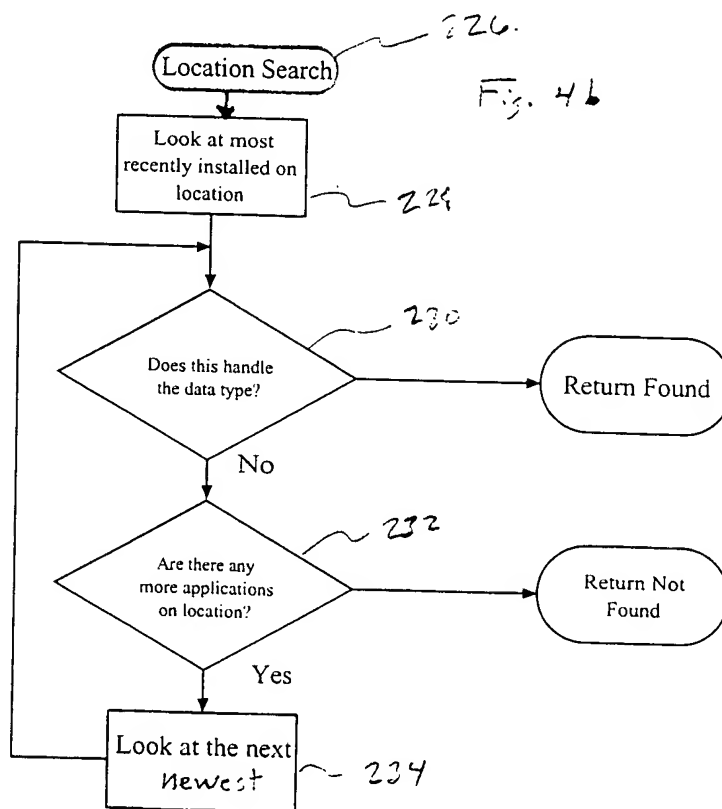 226.
Location Search
Fig. 4b
Look at most
recently installed on
location
230
Does this handle
the data type?
Return Found
No
232
Are there any
more applications
on location?
Return Not
Found
Yes
Look at the next
newest
234